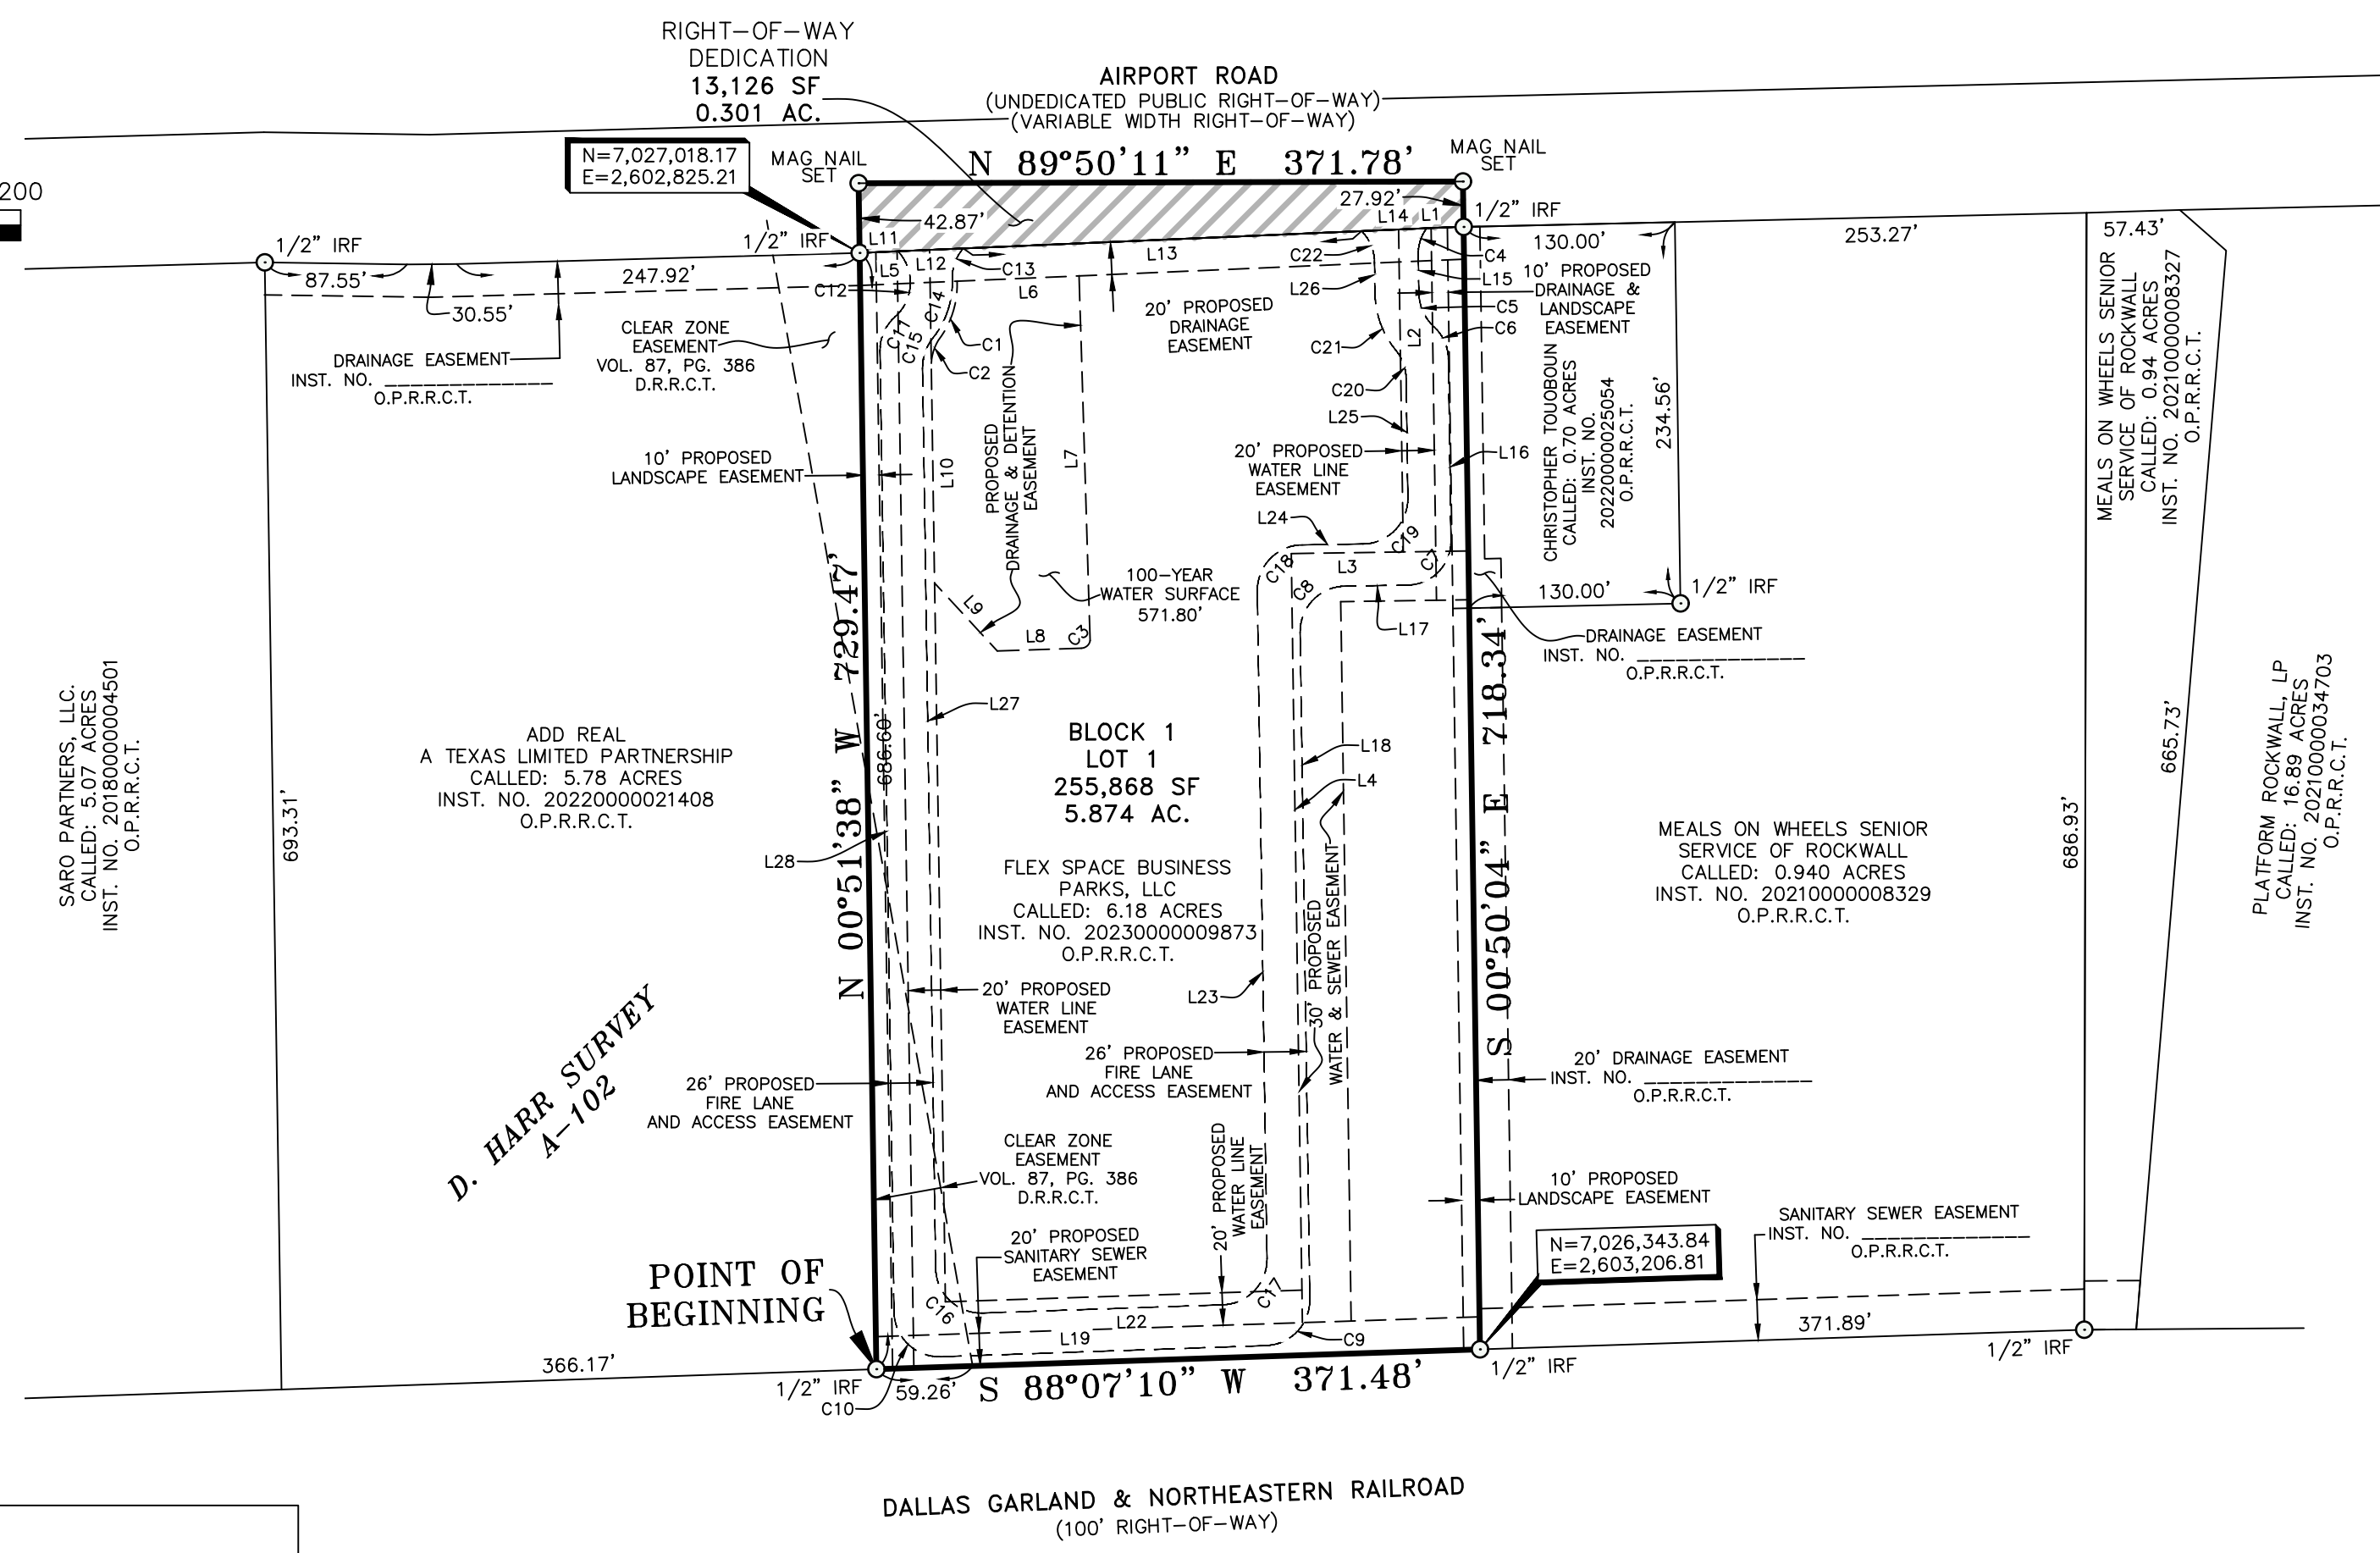 RIGHT-OF-WAY
DEDICATION
13,126 SF
0.301 AC.
AIRPORT ROAD
(UNDEDICATED PUBLIC RIGHT-OF-WAY)
(VARIABLE WIDTH RIGHT-OF-WAY)
N=7,027,018.17
E=2,602,825.21
MAG NAIL
SET
N 89°50'11" E 371.78'
MAG NAIL
SET
200
42.87'
27.92'
L14
L1
1/2" IRF
1/2" IRF
1/2" IRF
L11
L5
L12
C13
L13
C22
C4
130.00'
253.27'
57.43'
87.55'
30.55'
247.92'
C12
L6
L26
L15
10' PROPOSED
DRAINAGE &
LANDSCAPE
EASEMENT
C5
C6
DRAINAGE EASEMENT
INST. NO. _____________
O.P.R.R.C.T.
CLEAR ZONE
EASEMENT
VOL. 87, PG. 386
D.R.R.C.T.
C17
C15
C14
C1
C2
20' PROPOSED
DRAINAGE
EASEMENT
C21
L2
C20
L25
10' PROPOSED
LANDSCAPE EASEMENT
L10
PROPOSED
DRAINAGE & DETENTION
EASEMENT
L7
20' PROPOSED
WATER LINE
EASEMENT
L16
L24
C19
C18
C7
L3
C8
L17
CHRISTOPHER TOUOBOUN
CALLED: 0.70 ACRES
INST. NO.
20220000025054
O.P.R.R.C.T.
234.56'
130.00'
1/2" IRF
MEALS ON WHEELS SENIOR
SERVICE OF ROCKWALL
CALLED: 0.94 ACRES
INST. NO. 20210000008327
O.P.R.R.C.T.
100-YEAR
WATER SURFACE
571.80'
L9
L8
C3
DRAINAGE EASEMENT
INST. NO. _____________
O.P.R.R.C.T.
SARO PARTNERS, LLC.
CALLED: 5.07 ACRES
INST. NO. 20180000004501
O.P.R.R.C.T.
693.31'
ADD REAL
A TEXAS LIMITED PARTNERSHIP
CALLED: 5.78 ACRES
INST. NO. 20220000021408
O.P.R.R.C.T.
N 00°51'38" W 729.47'
686.60'
L27
L28
BLOCK 1
LOT 1
255,868 SF
5.874 AC.
FLEX SPACE BUSINESS
PARKS, LLC
CALLED: 6.18 ACRES
INST. NO. 20230000009873
O.P.R.R.C.T.
L18
L4
L23
S 00°50'04" E 718.34'
MEALS ON WHEELS SENIOR
SERVICE OF ROCKWALL
CALLED: 0.940 ACRES
INST. NO. 20210000008329
O.P.R.R.C.T.
686.93'
665.73'
PLATFORM ROCKWALL, LP
CALLED: 16.89 ACRES
INST. NO. 20210000034703
O.P.R.R.C.T.
D. HARR SURVEY
A-102
20' PROPOSED
WATER LINE
EASEMENT
30' PROPOSED
WATER & SEWER EASEMENT
26' PROPOSED
FIRE LANE
AND ACCESS EASEMENT
26' PROPOSED
FIRE LANE
AND ACCESS EASEMENT
20' DRAINAGE EASEMENT
INST. NO. _____________
O.P.R.R.C.T.
CLEAR ZONE
EASEMENT
VOL. 87, PG. 386
D.R.R.C.T.
20' PROPOSED
WATER LINE
EASEMENT
10' PROPOSED
LANDSCAPE EASEMENT
20' PROPOSED
SANITARY SEWER
EASEMENT
N=7,026,343.84
E=2,603,206.81
SANITARY SEWER EASEMENT
INST. NO. _____________
O.P.R.R.C.T.
POINT OF
BEGINNING
C16
C17
L22
L19
C9
371.89'
1/2" IRF
366.17'
1/2" IRF
C10
59.26'
S 88°07'10" W 371.48'
1/2" IRF
DALLAS GARLAND & NORTHEASTERN RAILROAD
(100' RIGHT-OF-WAY)